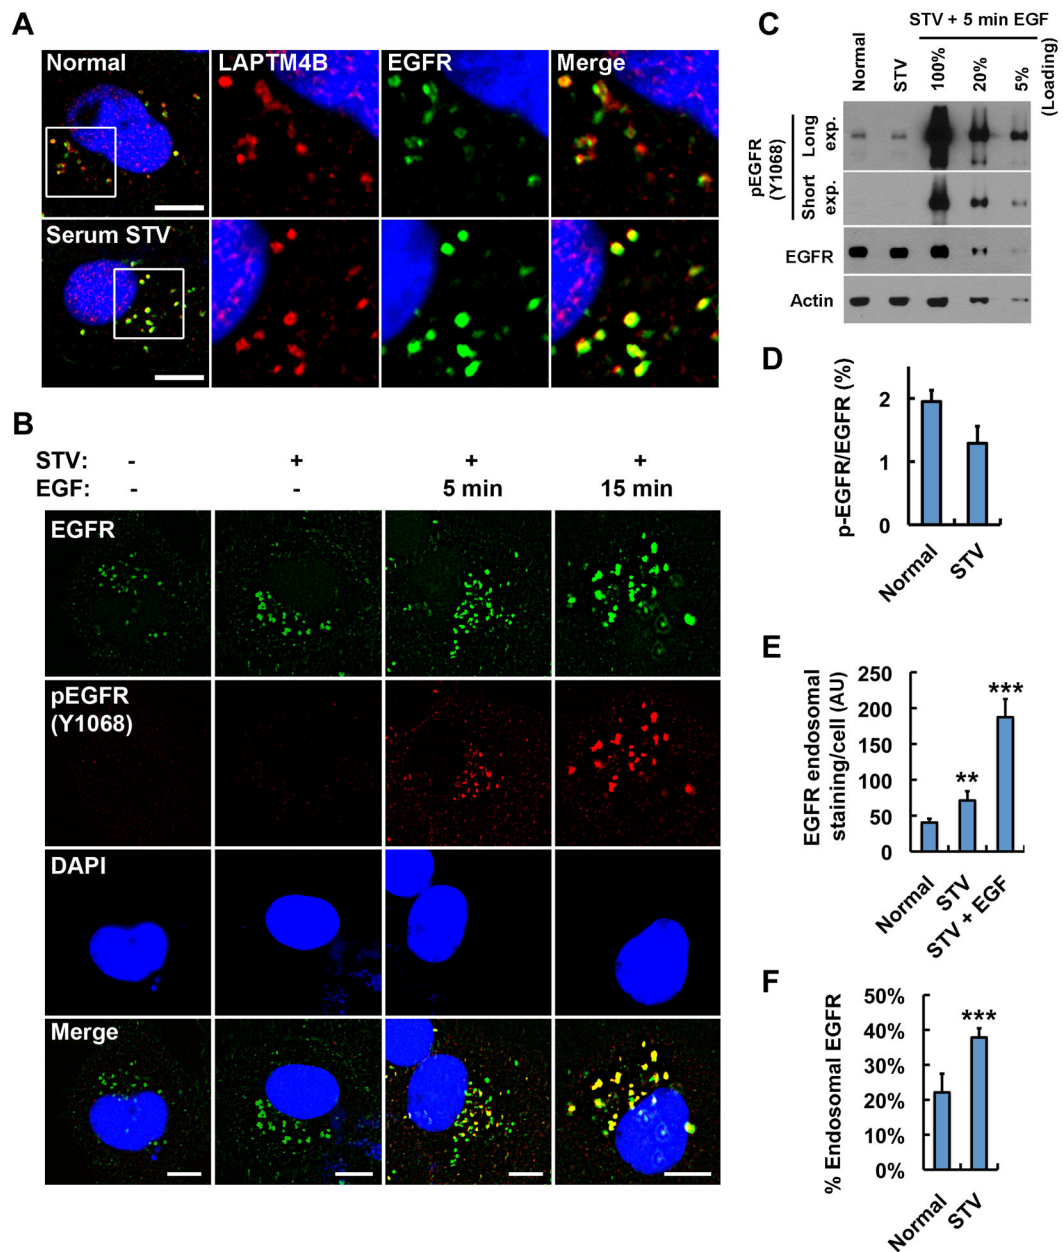 A
Normal
LAPTM4B
EGFR
Merge
Serum STV
B
STV: - + + +
EGF: - - 5 min 15 min
EGFR
pEGFR
(Y1068)
DAPI
Merge
C
STV + 5 min EGF
Normal
STV
100%
20%
5%
(Loading)
pEGFR
(Y1068)
Long
exp.
Short
exp.
EGFR
Actin
D
p-EGFR/EGFR (%)
2
1
0
Normal
STV
E
EGFR endosomal
staining/cell (AU)
250
200
150
100
50
0
**
***
Normal
STV
STV + EGF
F
% Endosomal EGFR
50%
40%
30%
20%
10%
0%
***
Normal
STV